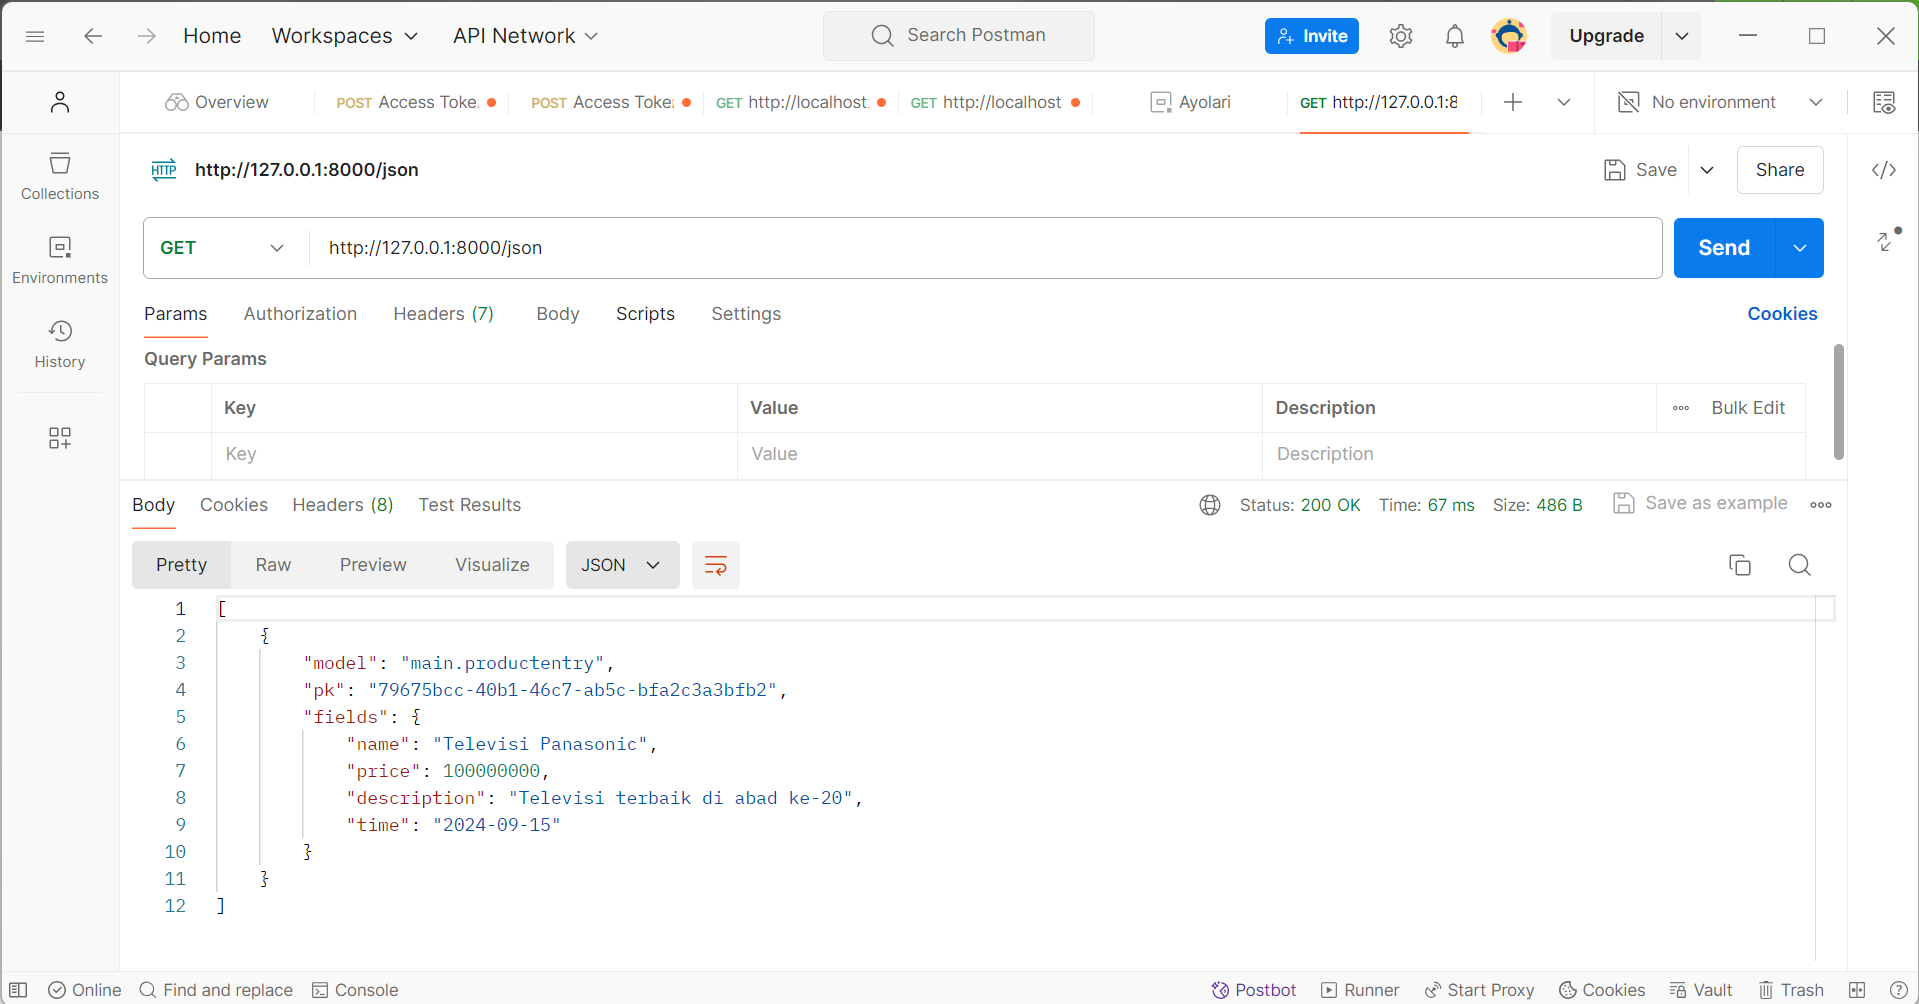 Home Workspaces API Network Search Postman Invite Upgrade
Overview POST Access Toke POST Access Toke GET http://localhost. GET http://localhost Ayolari GET http://127.0.0.1:8 No environment
HTTP http://127.0.0.1:8000/json Save Share
Collections
Environments
History
GET http://127.0.0.1:8000/json Send
Params Authorization Headers (7) Body Scripts Settings Cookies
Query Params
Key Value Description Bulk Edit
Key Value Description
Body Cookies Headers (8) Test Results Status: 200 OK Time: 67 ms Size: 486 B Save as example
Pretty Raw Preview Visualize JSON
1 [
2 {
3 "model": "main.productentry",
4 "pk": "79675bcc-40b1-46c7-ab5c-bfa2c3a3bfb2",
5 "fields": {
6 "name": "Televisi Panasonic",
7 "price": 100000000,
8 "description": "Televisi terbaik di abad ke-20",
9 "time": "2024-09-15"
10 }
11 }
12 ]
Online Find and replace Console Postbot Runner Start Proxy Cookies Vault Trash